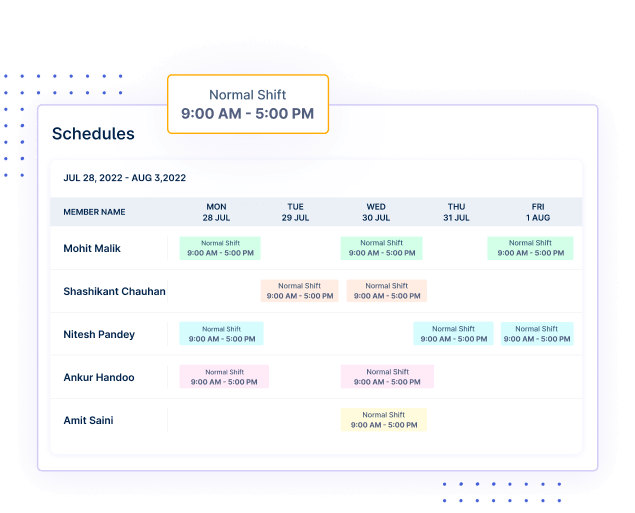 Normal Shift
9:00 AM - 5:00 PM
Schedules
JUL 28, 2022 - AUG 3,2022
MEMBER NAME
MON
28 JUL
TUE
29 JUL
WED
30 JUL
THU
31 JUL
FRI
1 AUG
Mohit Malik
Normal Shift
9:00 AM - 5:00 PM
Normal Shift
9:00 AM - 5:00 PM
Normal Shift
9:00 AM - 5:00 PM
Shashikant Chauhan
Normal Shift
9:00 AM - 5:00 PM
Normal Shift
9:00 AM - 5:00 PM
Nitesh Pandey
Normal Shift
9:00 AM - 5:00 PM
Normal Shift
9:00 AM - 5:00 PM
Normal Shift
9:00 AM - 5:00 PM
Ankur Handoo
Normal Shift
9:00 AM - 5:00 PM
Normal Shift
9:00 AM - 5:00 PM
Amit Saini
Normal Shift
9:00 AM - 5:00 PM